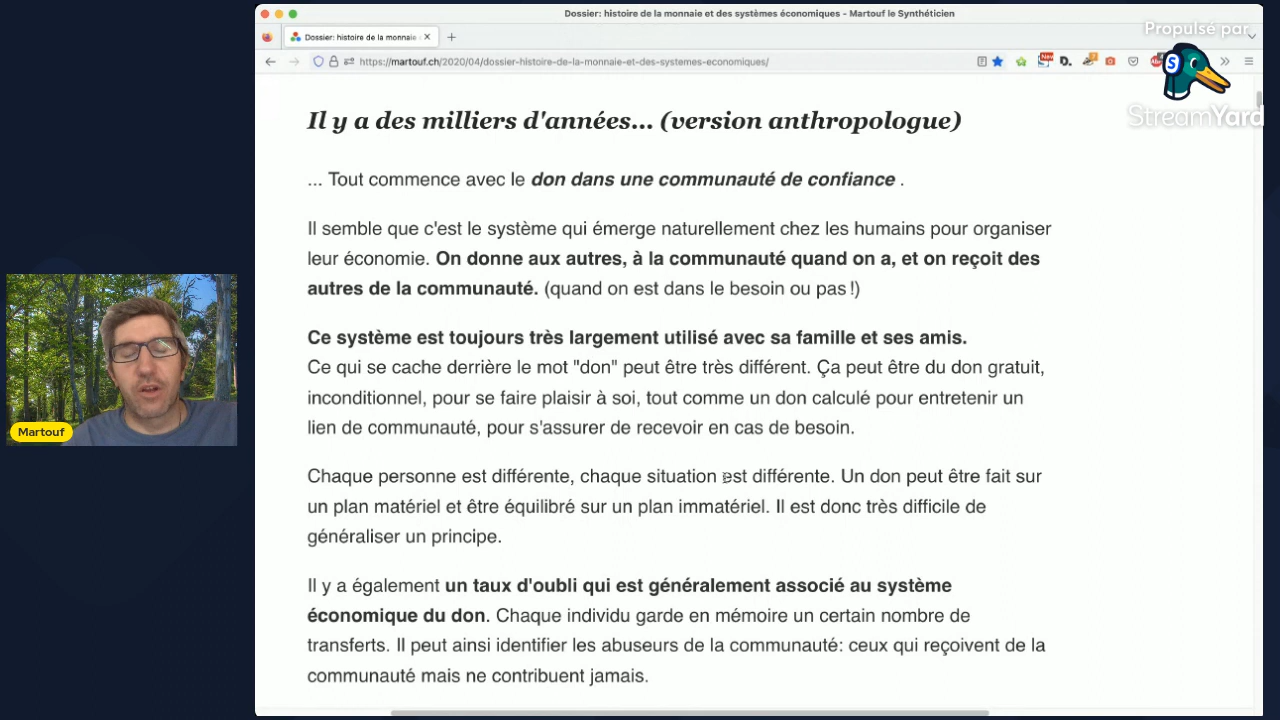 Dossier: histoire de la monnaie et des systèmes économiques - Martouf le Synthéticien
Propulsé par
StreamYard
Dossier: histoire de la monnaie
https://martouf.ch/2020/04/dossier-histoire-de-la-monnaie-et-des-systemes-economiques/
New
D.
Il y a des milliers d'années... (version anthropologue)
... Tout commence avec le don dans une communauté de confiance .
Il semble que c'est le système qui émerge naturellement chez les humains pour organiser
leur économie. On donne aux autres, à la communauté quand on a, et on reçoit des
autres de la communauté. (quand on est dans le besoin ou pas !)
Ce système est toujours très largement utilisé avec sa famille et ses amis.
Ce qui se cache derrière le mot "don" peut être très différent. Ça peut être du don gratuit,
inconditionnel, pour se faire plaisir à soi, tout comme un don calculé pour entretenir un
lien de communauté, pour s'assurer de recevoir en cas de besoin.
Chaque personne est différente, chaque situation est différente. Un don peut être fait sur
un plan matériel et être équilibré sur un plan immatériel. Il est donc très difficile de
généraliser un principe.
Il y a également un taux d'oubli qui est généralement associé au système
économique du don. Chaque individu garde en mémoire un certain nombre de
transferts. Il peut ainsi identifier les abuseurs de la communauté: ceux qui reçoivent de la
communauté mais ne contribuent jamais.
Martouf